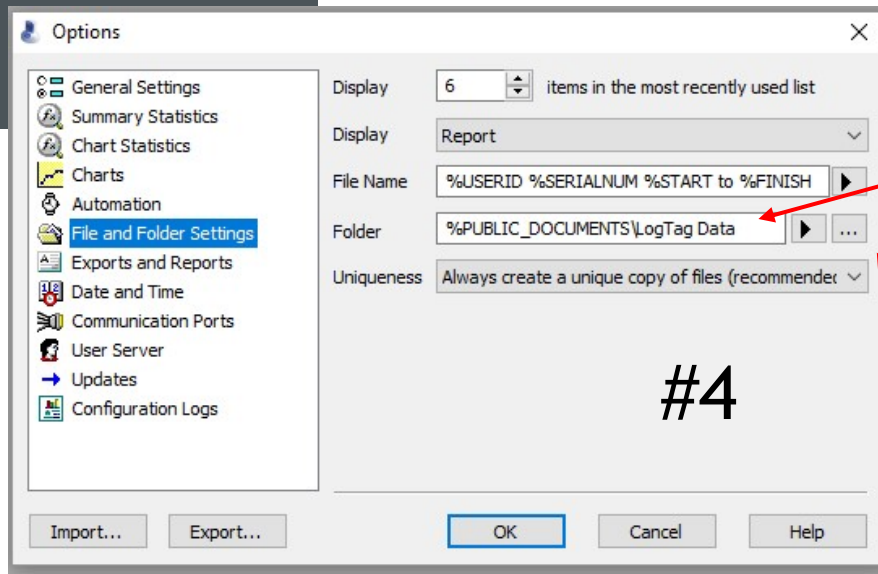 Options
General Settings
Summary Statistics
Chart Statistics
Charts
Automation
File and Folder Settings
Exports and Reports
Date and Time
Communication Ports
User Server
Updates
Configuration Logs
Display 6 items in the most recently used list
Display Report
File Name %USERID %SERIALNUM %START to %FINISH
Folder %PUBLIC_DOCUMENTS\LogTag Data ...
Uniqueness Always create a unique copy of files (recommended
#4
Import... Export... OK Cancel Help